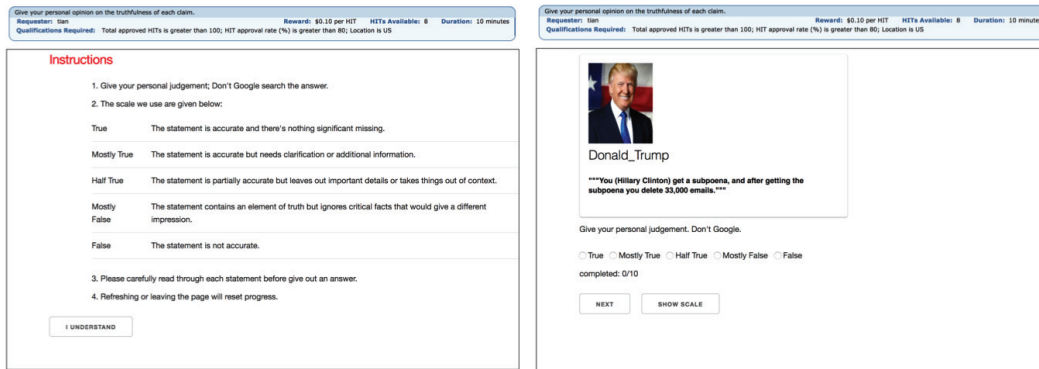 Give your personal opinion on the truthfulness of each claim.
Requester: tian Reward: $0.10 per HIT HITs Available: 8 Duration: 10 minutes
Qualifications Required: Total approved HITs is greater than 100; HIT approval rate (%) is greater than 80; Location is US
Instructions
1. Give your personal judgement; Don't Google search the answer.
2. The scale we use are given below:
True The statement is accurate and there's nothing significant missing.
Mostly True The statement is accurate but needs clarification or additional information.
Half True The statement is partially accurate but leaves out important details or takes things out of context.
Mostly The statement contains an element of truth but ignores critical facts that would give a different
False impression.
False The statement is not accurate.
3. Please carefully read through each statement before give out an answer.
4. Refreshing or leaving the page will reset progress.
I UNDERSTAND
Give your personal opinion on the truthfulness of each claim.
Requester: tian Reward: $0.10 per HIT HITs Available: 8 Duration: 10 minutes
Qualifications Required: Total approved HITs is greater than 100; HIT approval rate (%) is greater than 80; Location is US
Donald_Trump
"""You (Hillary Clinton) get a subpoena, and after getting the
subpoena you delete 33,000 emails."""
Give your personal judgement. Don't Google.
True Mostly True Half True Mostly False False
completed: 0/10
NEXT SHOW SCALE